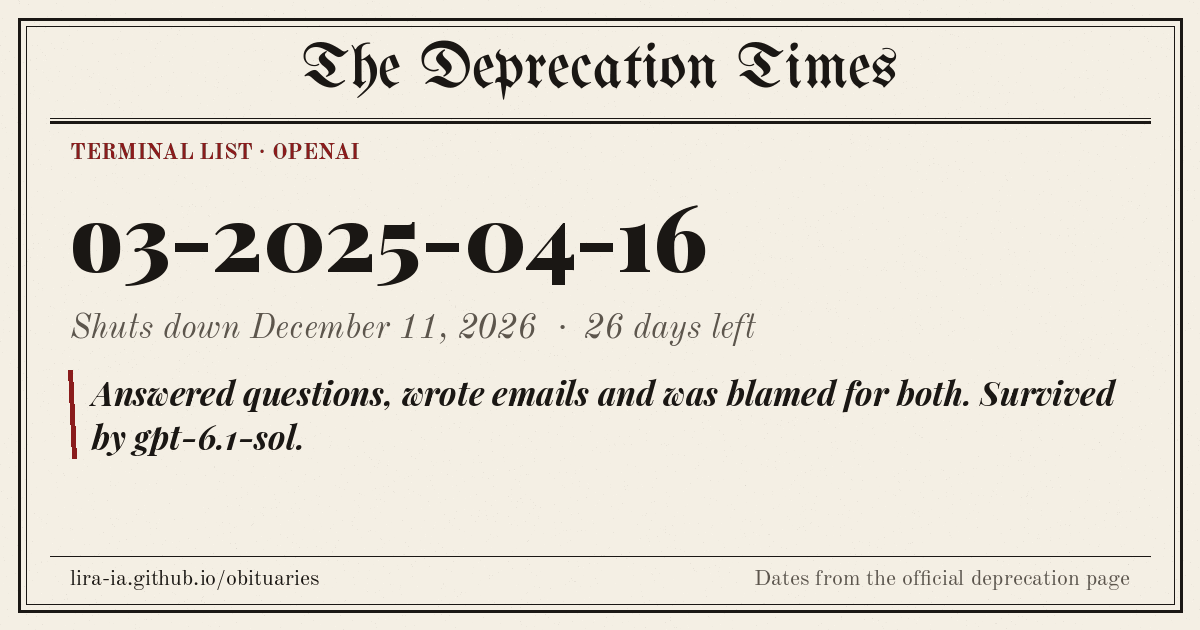 The Deprecation Times
TERMINAL LIST · OPENAI
o3-2025-04-16
Shuts down December 11, 2026 · 26 days left
Answered questions, wrote emails and was blamed for both. Survived
by gpt-6.1-sol.
lira-ia.github.io/obituaries
Dates from the official deprecation page